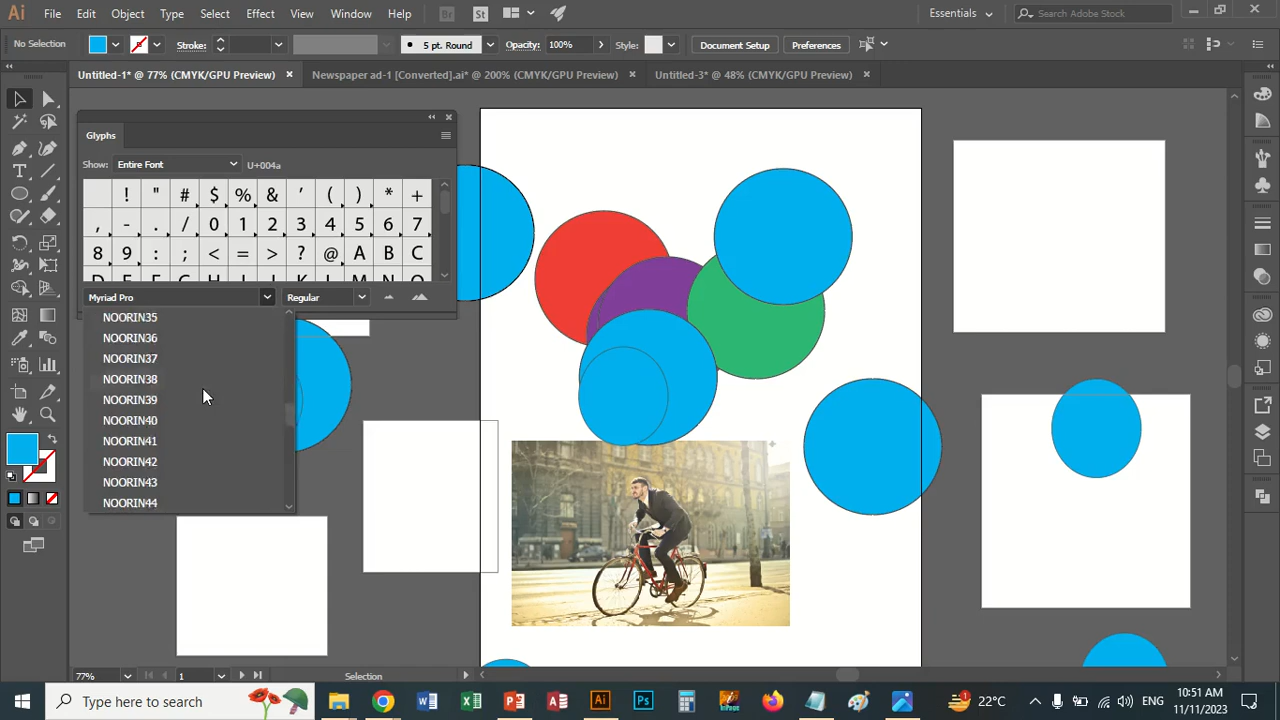 Ai File Edit Object Type Select Effect View Window Help Br St Essentials Search Adobe Stock
No Selection Stroke: 5 pt. Round Opacity: 100% Style: Document Setup Preferences
Untitled-1* @ 77% (CMYK/GPU Preview) Newspaper ad-1 [Converted].ai* @ 200% (CMYK/GPU Preview) Untitled-3* @ 48% (CMYK/GPU Preview)
Glyphs
Show: Entire Font U+004a
! " # $ % & ’ ( ) * +
, - . / 0 1 2 3 4 5 6 7
8 9 : ; < = > ? @ A B C
D E F G H I J K L M N O
Myriad Pro Regular
NOORIN35
NOORIN36
NOORIN37
NOORIN38
NOORIN39
NOORIN40
NOORIN41
NOORIN42
NOORIN43
NOORIN44
77% 1 Selection
Type here to search 22°C ENG 10:51 AM
11/11/2023